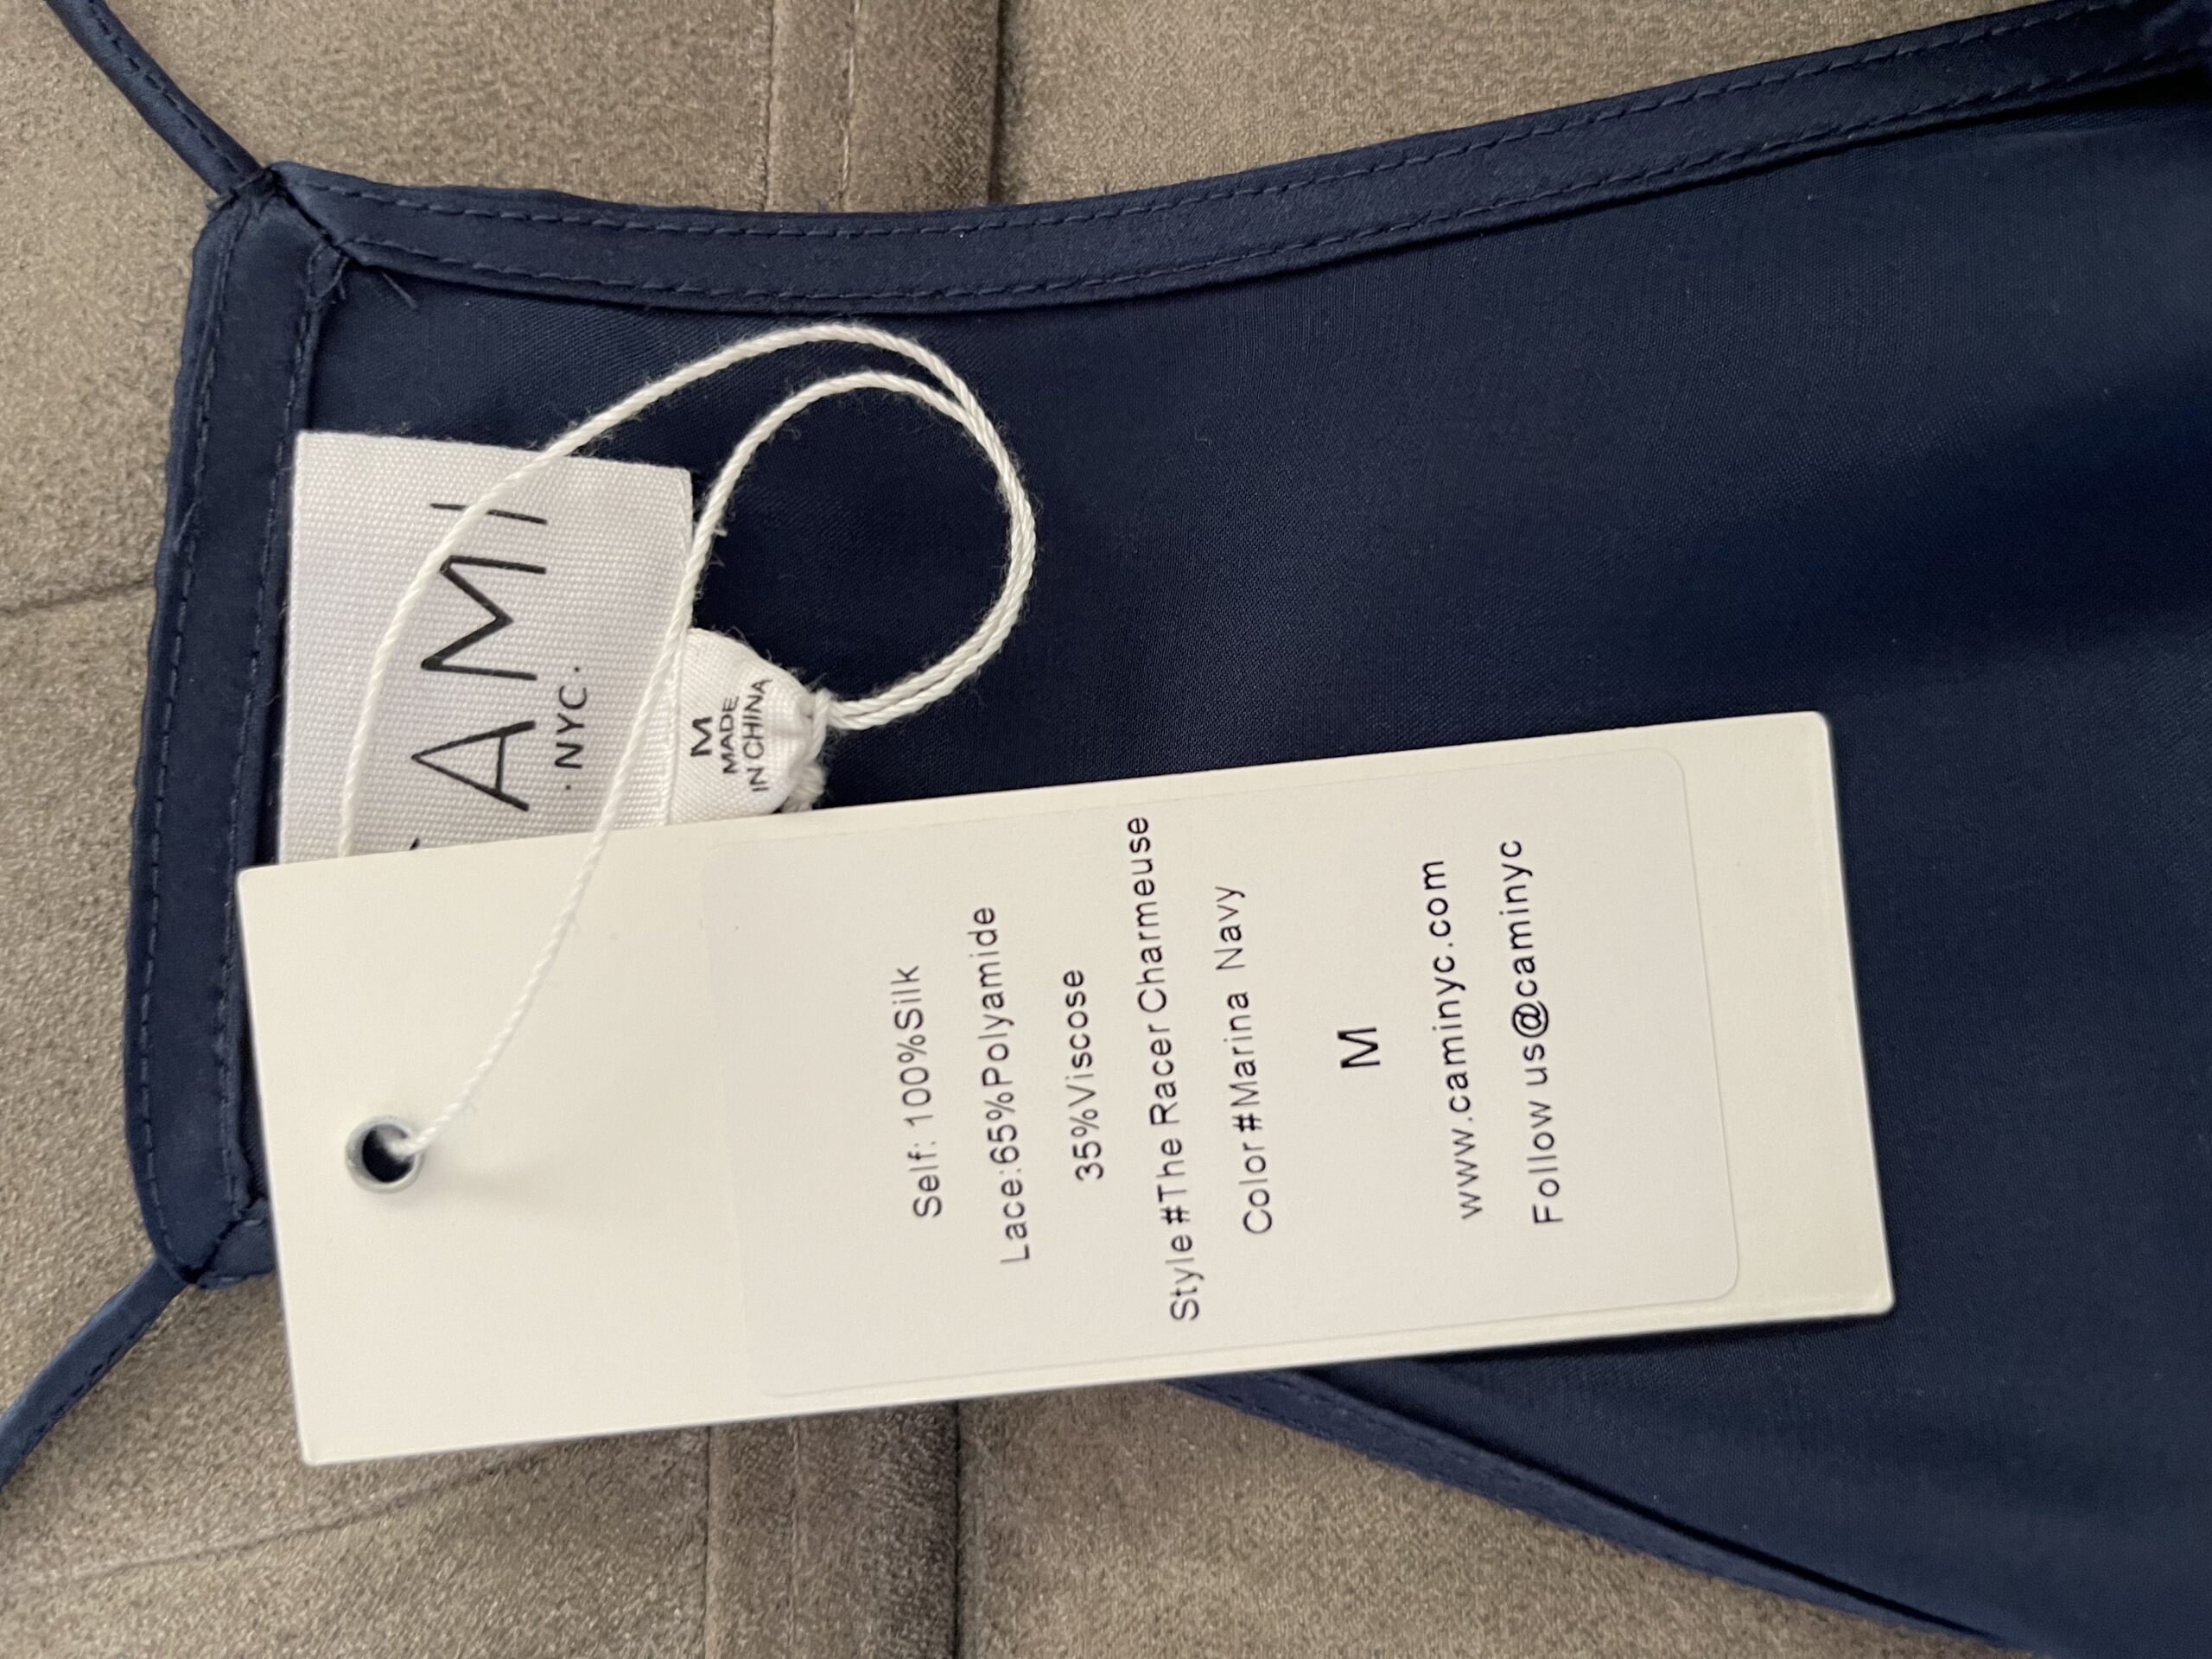 AMI
.NYC.
M
MADE
IN CHINA
Self: 100%Silk
Lace:65%Polyamide
35%Viscose
Style#The Racer Charmeuse
Color#Marina Navy
M
www.caminyc.com
Follow us@caminyc